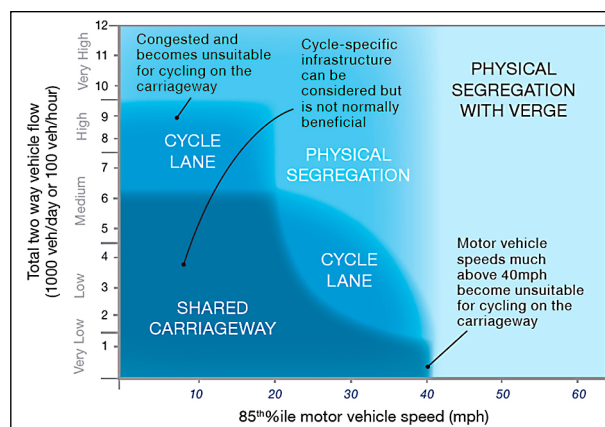 Total two way vehicle flow
(1000 veh/day or 100 veh/hour)
Very High
High
Medium
Low
Very Low
12
11
10
9
8
7
6
5
4
3
2
1
Congested and
becomes unsuitable
for cycling on the
carriageway
Cycle-specific
infrastructure
can be
considered but
is not normally
beneficial
PHYSICAL
SEGREGATION
WITH VERGE
CYCLE
LANE
PHYSICAL
SEGREGATION
CYCLE
LANE
Motor vehicle
speeds much
above 40mph
become unsuitable
for cycling on the
carriageway
SHARED
CARRIAGEWAY
10
20
30
40
50
60
85th%ile motor vehicle speed (mph)